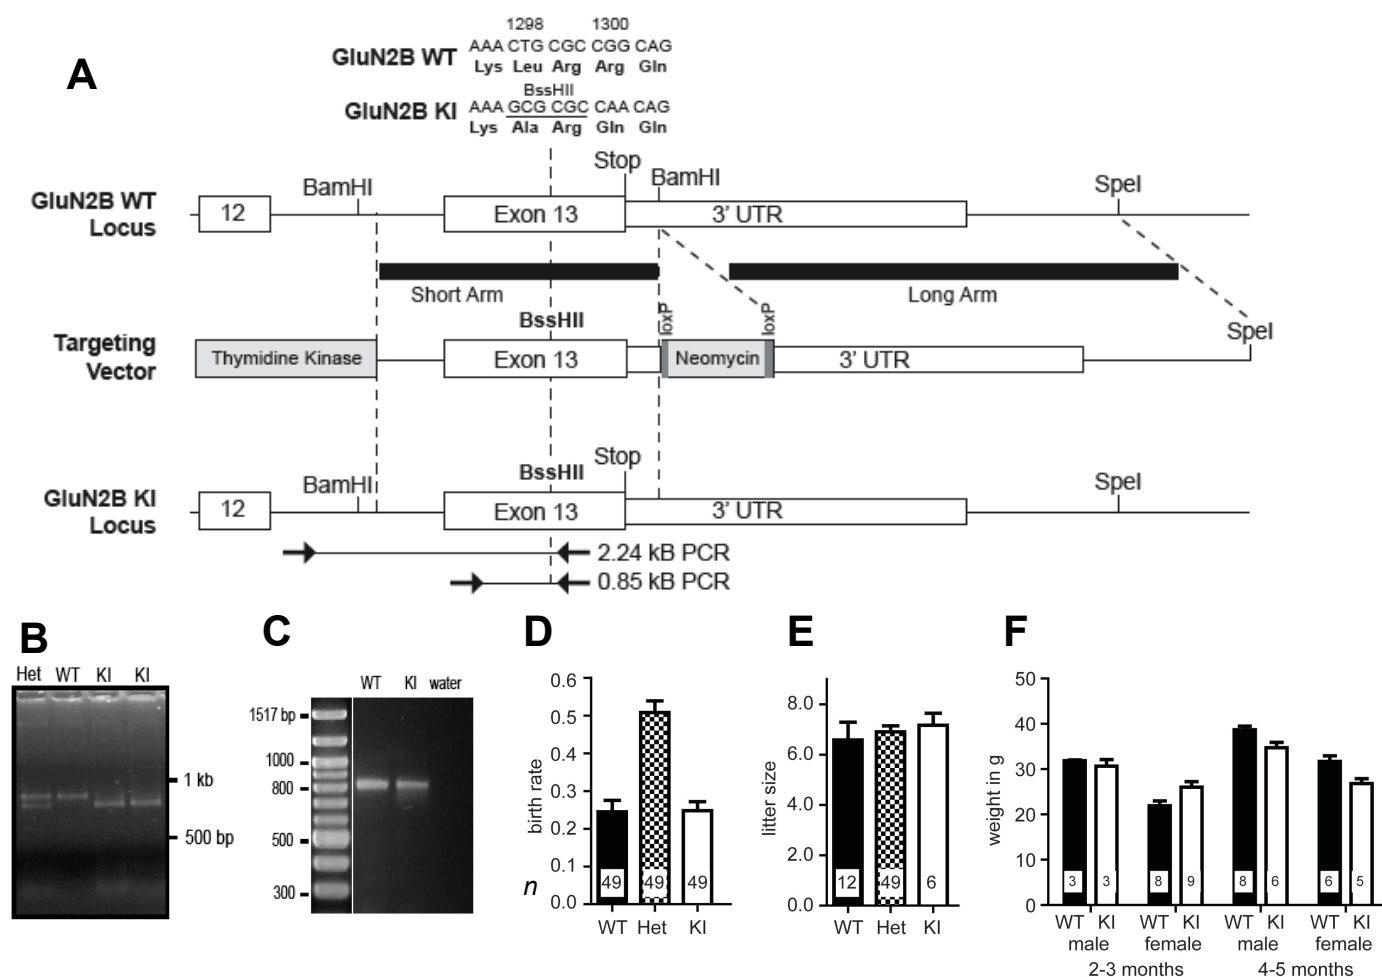 A
1298 1300
GluN2B WT AAA CTG CGC CGG CAG
Lys Leu Arg Arg Gln
BssHII
GluN2B KI AAA GCG CGC CAA CAG
Lys Ala Arg Gln Gln
GluN2B WT
Locus
12
BamHI
Exon 13
Stop
BamHI
3' UTR
SpeI
Short Arm
Long Arm
Targeting
Vector
Thymidine Kinase
BssHII
Exon 13
loxP
Neomycin
loxP
3' UTR
SpeI
GluN2B KI
Locus
12
BamHI
BssHII
Exon 13
Stop
3' UTR
SpeI
2.24 kB PCR
0.85 kB PCR
B
Het WT KI KI
1 kb
500 bp
C
WT KI water
1517 bp
1000
800
500
300
D
birth rate
0.6
0.5
0.4
0.3
0.2
0.1
0.0
n
49 49 49
WT Het KI
E
litter size
8.0
6.0
4.0
2.0
0.0
12 49 6
WT Het KI
F
weight in g
50
40
30
20
10
0
3 3 8 9 8 6 6 5
WT KI WT KI WT KI WT KI
male female male female
2-3 months 4-5 months